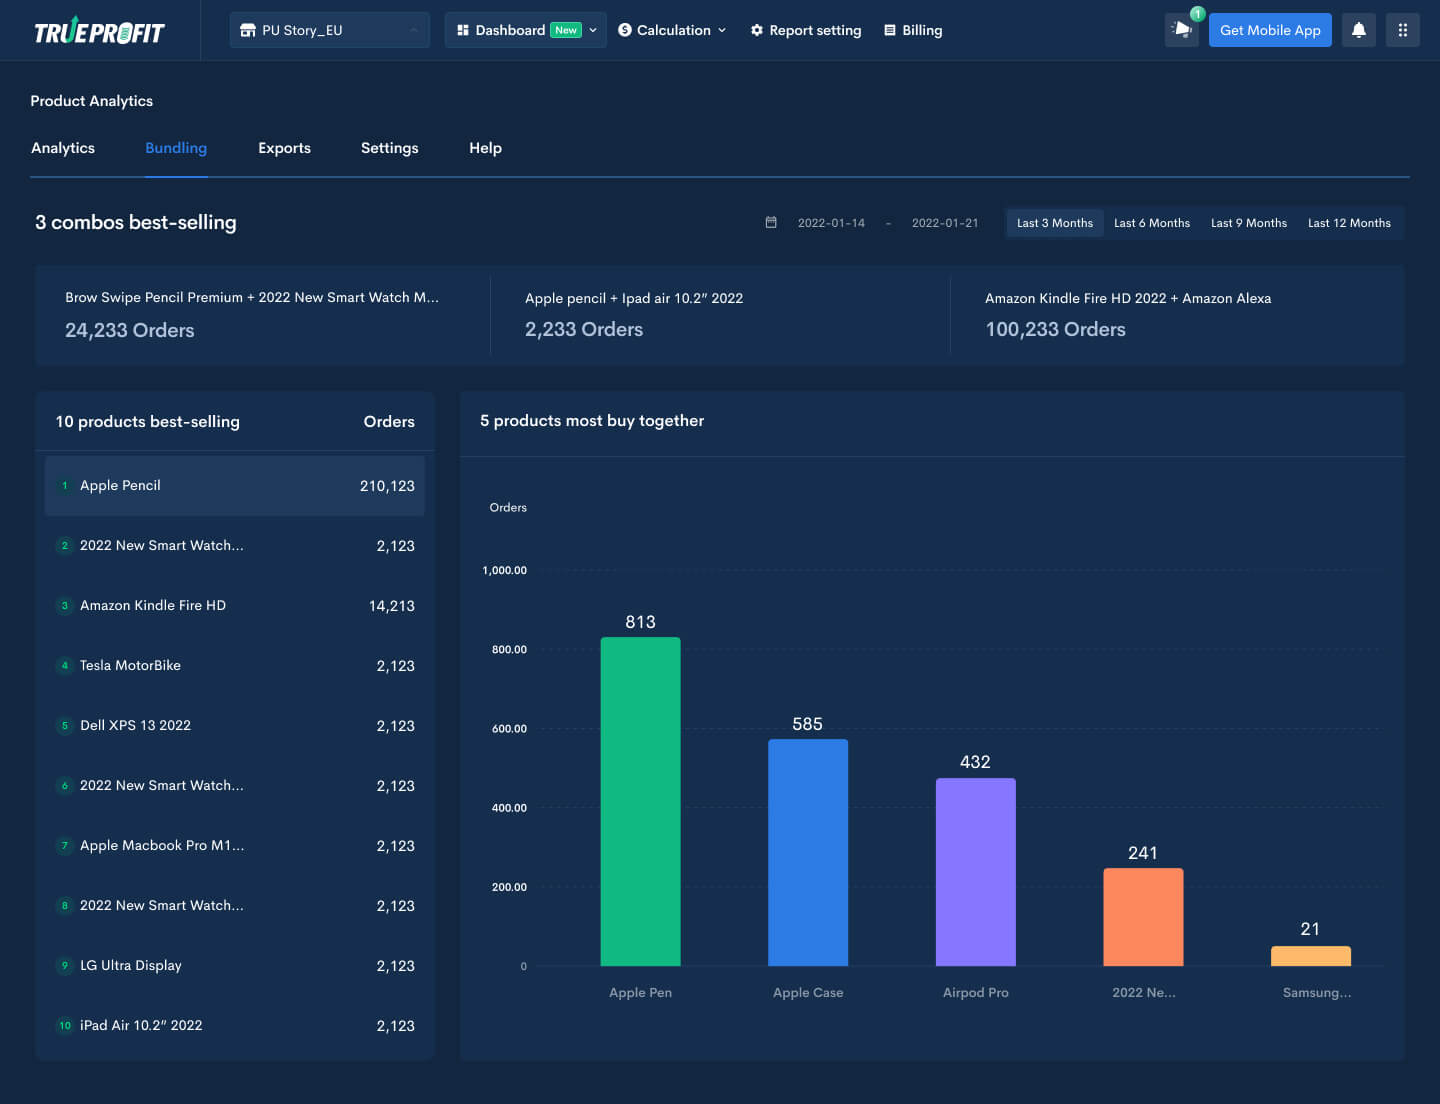 TRUEPROFIT
PU Story_EU
Dashboard New
Calculation
Report setting
Billing
1
Get Mobile App
Product Analytics
Analytics
Bundling
Exports
Settings
Help
3 combos best-selling
2022-01-14 - 2022-01-21
Last 3 Months
Last 6 Months
Last 9 Months
Last 12 Months
Brow Swipe Pencil Premium + 2022 New Smart Watch M...
24,233 Orders
Apple pencil + Ipad air 10.2” 2022
2,233 Orders
Amazon Kindle Fire HD 2022 + Amazon Alexa
100,233 Orders
10 products best-selling Orders
1 Apple Pencil 210,123
2 2022 New Smart Watch... 2,123
3 Amazon Kindle Fire HD 14,213
4 Tesla MotorBike 2,123
5 Dell XPS 13 2022 2,123
6 2022 New Smart Watch... 2,123
7 Apple Macbook Pro M1... 2,123
8 2022 New Smart Watch... 2,123
9 LG Ultra Display 2,123
10 iPad Air 10.2” 2022 2,123
5 products most buy together
Orders
1,000.00
800.00
600.00
400.00
200.00
0
813
585
432
241
21
Apple Pen
Apple Case
Airpod Pro
2022 Ne...
Samsung...